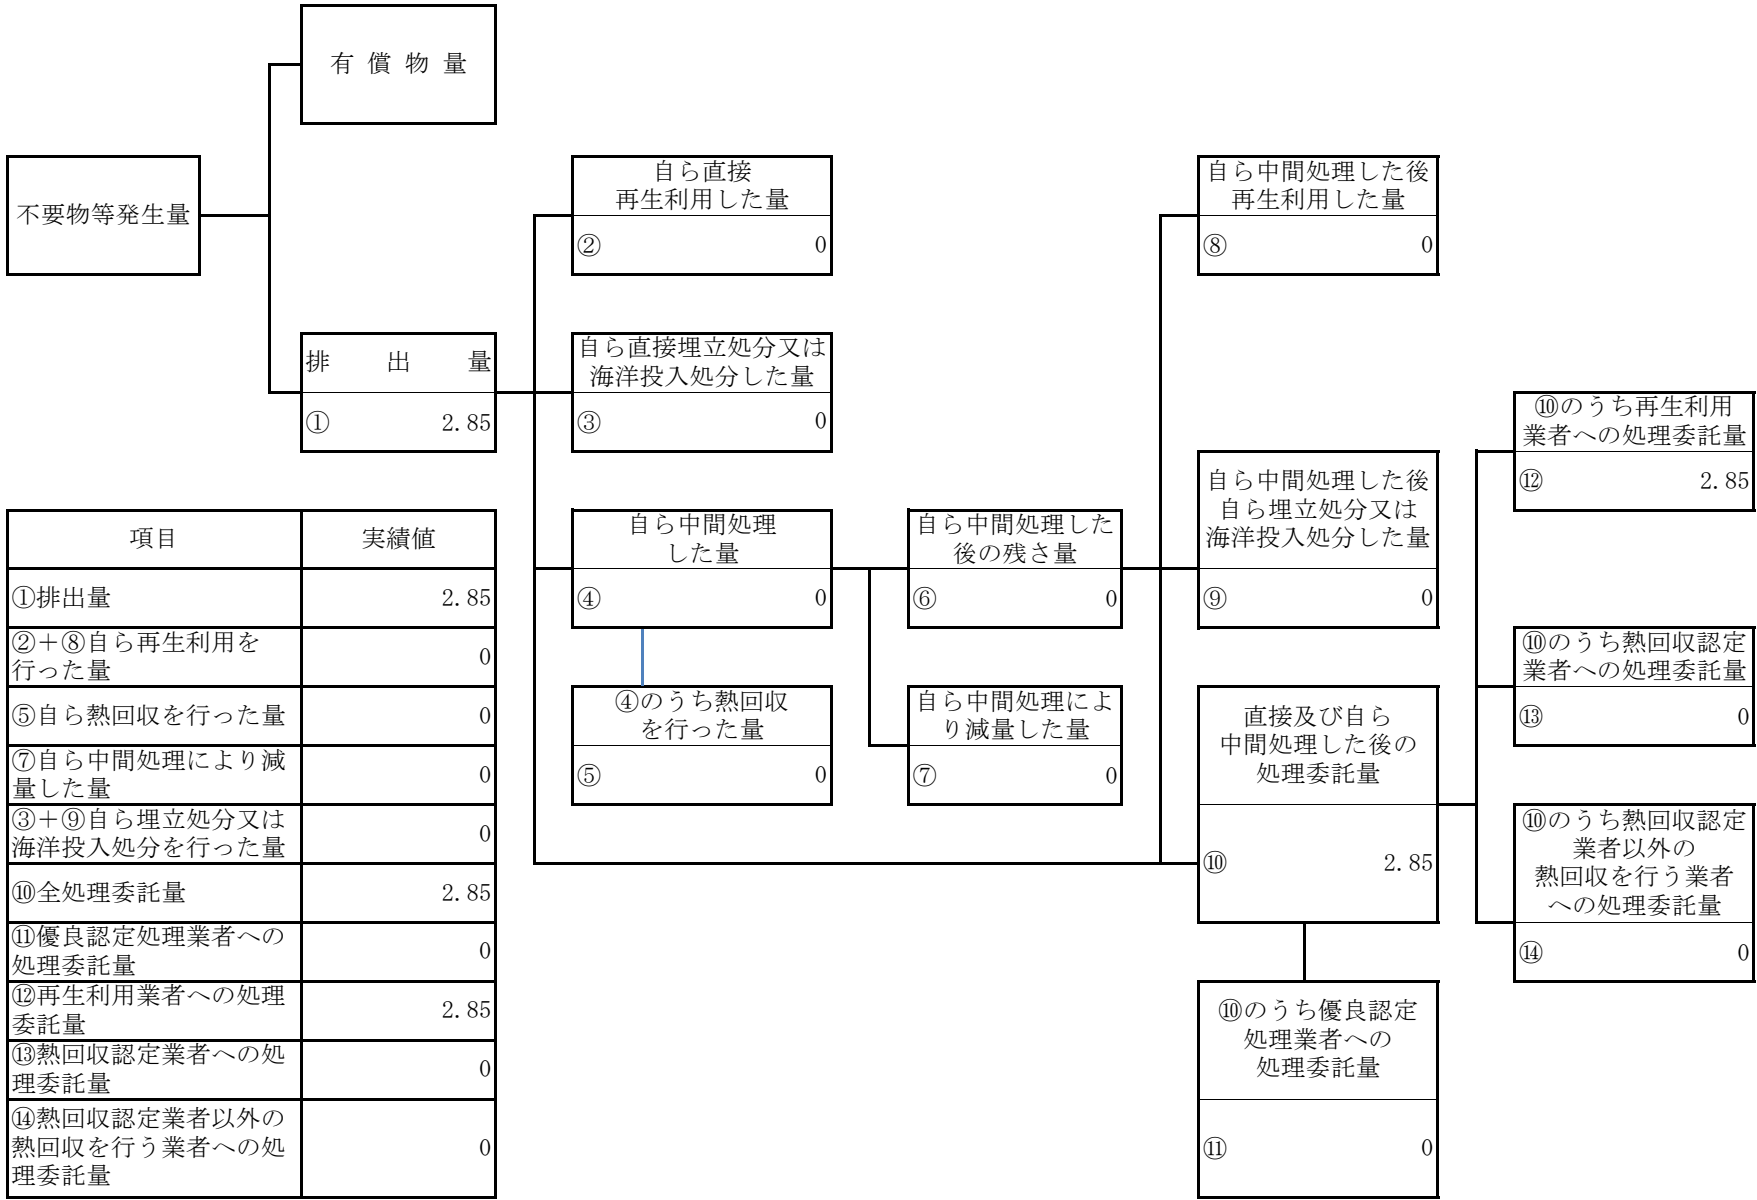 有償物量
不要物等発生量
排出量
① 2.85
自ら直接
再生利用した量
② 0
自ら直接埋立処分又は
海洋投入処分した量
③ 0
自ら中間処理
した量
④ 0
④のうち熱回収
を行った量
⑤ 0
自ら中間処理した
後の残さ量
⑥ 0
自ら中間処理によ
り減量した量
⑦ 0
自ら中間処理した後
再生利用した量
⑧ 0
自ら中間処理した後
自ら埋立処分又は
海洋投入処分した量
⑨ 0
直接及び自ら
中間処理した後の
処理委託量
⑩ 2.85
⑩のうち優良認定
処理業者への
処理委託量
⑪ 0
⑩のうち再生利用
業者への処理委託量
⑫ 2.85
⑩のうち熱回収認定
業者への処理委託量
⑬ 0
⑩のうち熱回収認定
業者以外の
熱回収を行う業者
への処理委託量
⑭ 0
項目 実績値
①排出量 2.85
②＋⑧自ら再生利用を
行った量 0
⑤自ら熱回収を行った量 0
⑦自ら中間処理により減
量した量 0
③＋⑨自ら埋立処分又は
海洋投入処分を行った量 0
⑩全処理委託量 2.85
⑪優良認定処理業者への
処理委託量 0
⑫再生利用業者への処理
委託量 2.85
⑬熱回収認定業者への処
理委託量 0
⑭熱回収認定業者以外の
熱回収を行う業者への処
理委託量 0